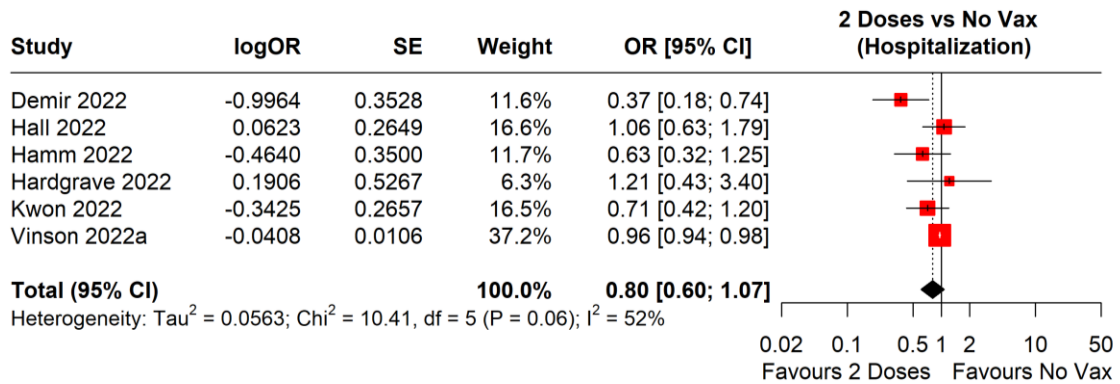 2 Doses vs No Vax
(Hospitalization)
Study logOR SE Weight OR [95% CI]
Demir 2022 -0.9964 0.3528 11.6% 0.37 [0.18; 0.74]
Hall 2022 0.0623 0.2649 16.6% 1.06 [0.63; 1.79]
Hamm 2022 -0.4640 0.3500 11.7% 0.63 [0.32; 1.25]
Hardgrave 2022 0.1906 0.5267 6.3% 1.21 [0.43; 3.40]
Kwon 2022 -0.3425 0.2657 16.5% 0.71 [0.42; 1.20]
Vinson 2022a -0.0408 0.0106 37.2% 0.96 [0.94; 0.98]
Total (95% CI) 100.0% 0.80 [0.60; 1.07]
Heterogeneity: Tau² = 0.0563; Chi² = 10.41, df = 5 (P = 0.06); I² = 52%
0.02 0.1 0.5 1 2 10 50
Favours 2 Doses Favours No Vax